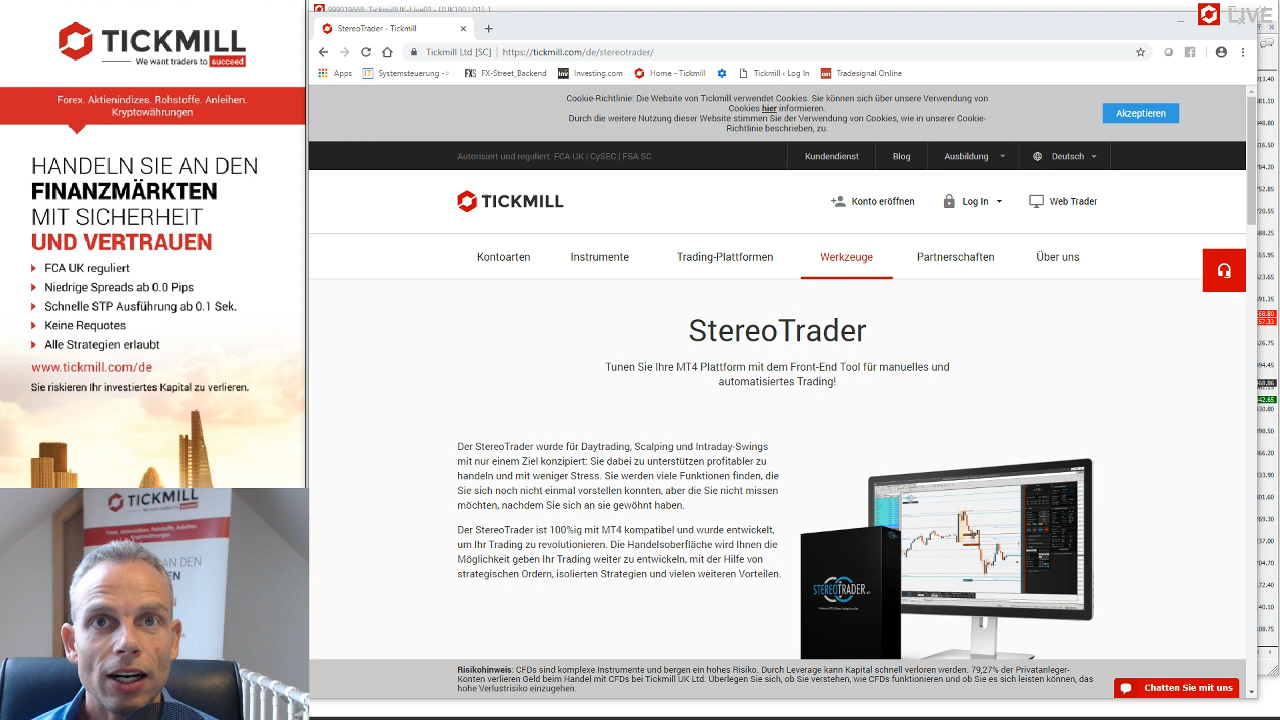 TICKMILL
We want traders to succeed
Forex. Aktienindizes. Rohstoffe. Anleihen.
Kryptowährungen
HANDELN SIE AN DEN
FINANZMÄRKTEN
MIT SICHERHEIT
UND VERTRAUEN
FCA UK reguliert
Niedrige Spreads ab 0.0 Pips
Schnelle STP Ausführung ab 0.1 Sek.
Keine Requotes
Alle Strategien erlaubt
www.tickmill.com/de
Sie riskieren Ihr investiertes Kapital zu verlieren.
TICKMILL
LIVE
StereoTrader - Tickmill
Tickmill Ltd [SC] | https://tickmill.com/de/stereotrader/
Apps
Systemsteuerung ->
FX-Street_Backend
Investing.com
Home - Tickmill
Tickmill ‹ Log In
Tradesignal Online
Cookie-Richtlinie: Die Website von Tickmill verwendet Cookies. Sie können sich über unsere Verwendung von
Cookies hier informieren.
Durch die weitere Nutzung dieser Website stimmen Sie der Verwendung von Cookies, wie in unserer Cookie-
Richtlinie beschrieben, zu.
Akzeptieren
Autorisiert und reguliert: FCA UK | CySEC | FSA SC
Kundendienst
Blog
Ausbildung
Deutsch
TICKMILL
Konto eröffnen
Log In
Web Trader
Kontoarten
Instrumente
Trading-Plattformen
Werkzeuge
Partnerschaften
Über uns
StereoTrader
Tunen Sie Ihre MT4 Plattform mit dem Front-End Tool für manuelles und
automatisiertes Trading!
Der StereoTrader wurde für Daytrading, Scalping und Intraday-Swings
mit nur einem Ziel konzipiert: Sie dabei zu unterstützen profitabler zu
handeln und mit weniger Stress. Sie werden viele Funktionen finden, die
Sie sich noch nicht einmal vorstellen konnten, aber die Sie nicht missen
möchten, nachdem Sie sich an sie gewöhnt haben.
Der StereoTrader ist 100%ig mit MT4 kompatibel und wurde entwickelt,
um Ihr Trading zu revolutionieren. Die Handelsoberfläche wird Ihnen die
Möglichkeit geben Ihr Trading weiter zu entwickeln, mit der Hilfe von
strategischen Ordern, isolierten Strategien und vielen weiteren Vorteilen.
STEREOTRADER
Risikohinweis: CFDs sind komplexe Instrumente und bergen ein hohes Risiko. Durch Leverage kann Kapital schnell verloren werden. 79,27% der Privatanleger-
Konten verlieren Geld beim Handel mit CFDs bei Tickmill UK Ltd. Überlegen Sie sich, ob Sie verstehen, wie CFDs funktionieren und ob Sie es sich leisten können, das
hohe Verlustrisiko einzugehen.
Chatten Sie mit uns